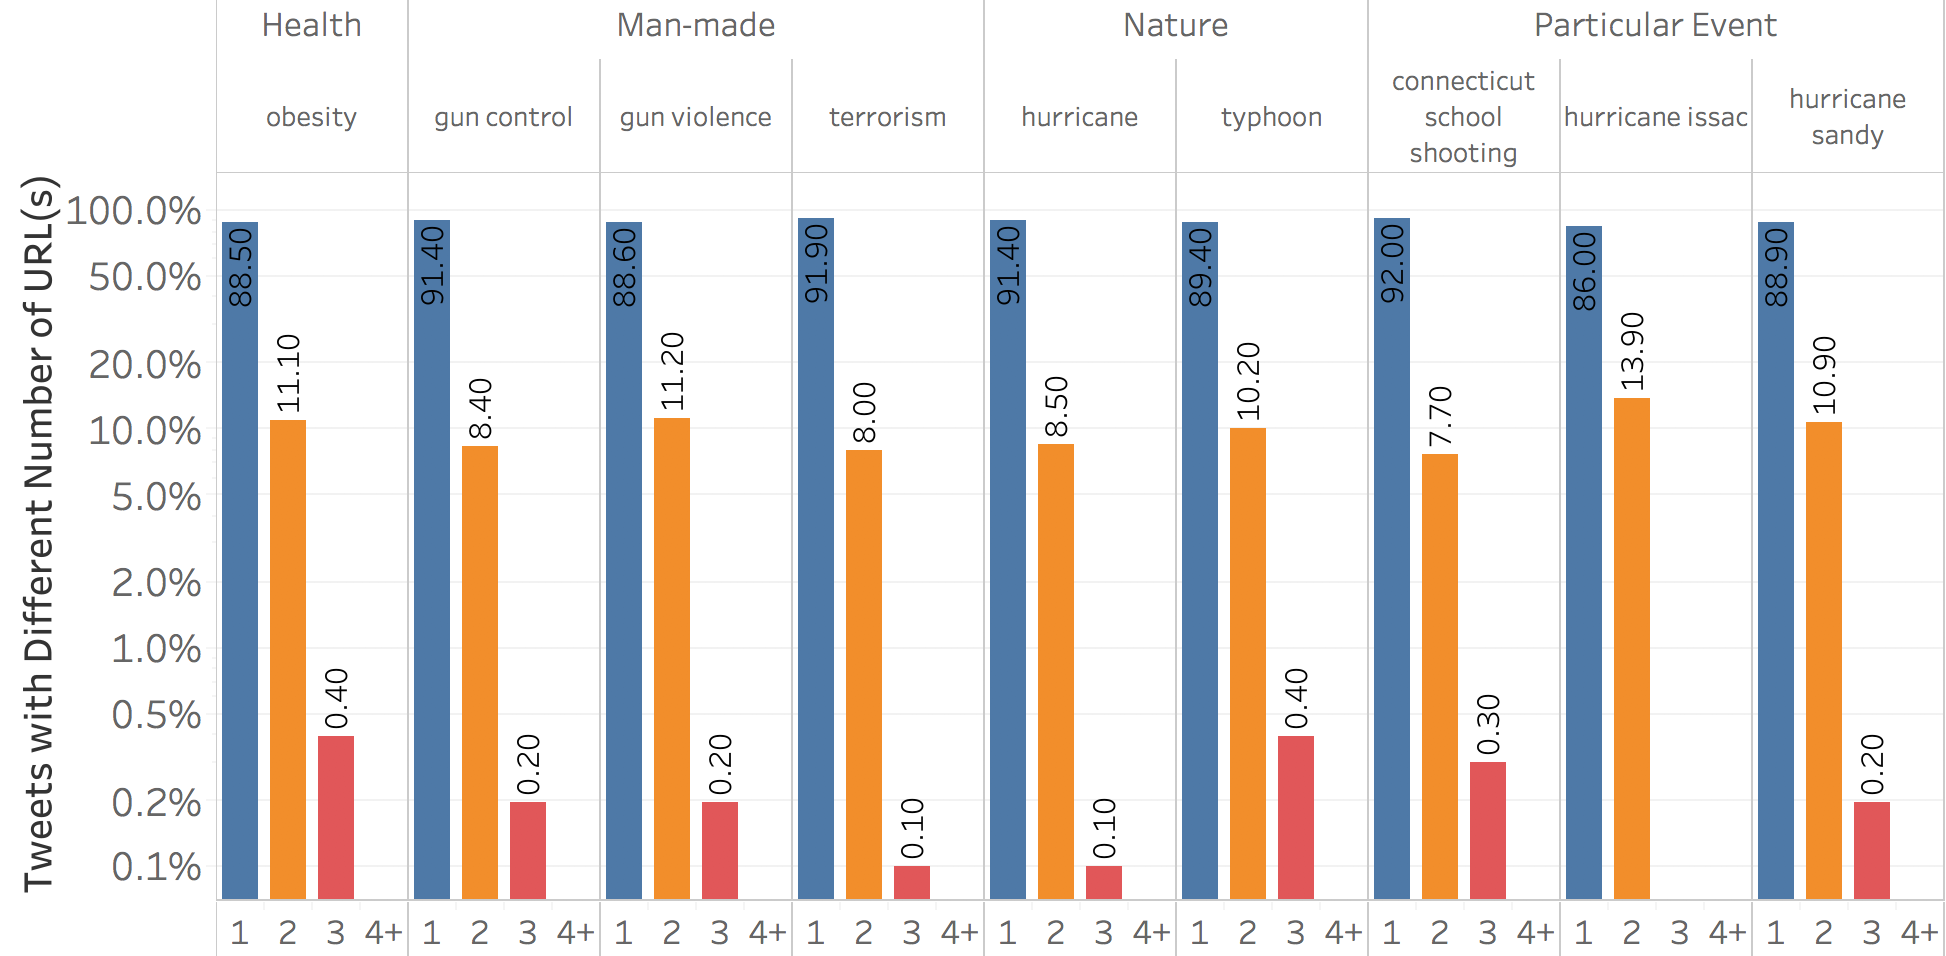 Health Man-made Nature Particular Event
obesity gun control gun violence terrorism hurricane typhoon connecticut school shooting hurricane issac hurricane sandy
Tweets with Different Number of URL(s)
100.0%
50.0%
20.0%
10.0%
5.0%
2.0%
1.0%
0.5%
0.2%
0.1%
88.50 11.10 0.40
91.40 8.40 0.20
88.60 11.20 0.20
91.90 8.00 0.10
91.40 8.50 0.10
89.40 10.20 0.40
92.00 7.70 0.30
86.00 13.90
88.90 10.90 0.20
1 2 3 4+ 1 2 3 4+ 1 2 3 4+ 1 2 3 4+ 1 2 3 4+ 1 2 3 4+ 1 2 3 4+ 1 2 3 4+ 1 2 3 4+